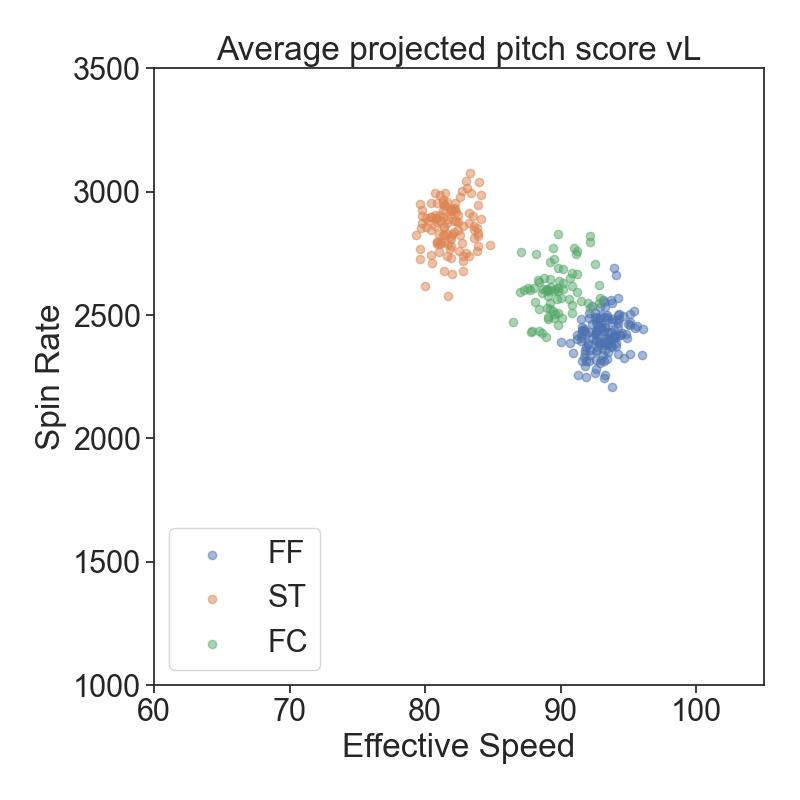 Average projected pitch score vL
3500
3000
2500
2000
1500
1000
Spin Rate
FF
ST
FC
60 70 80 90 100
Effective Speed